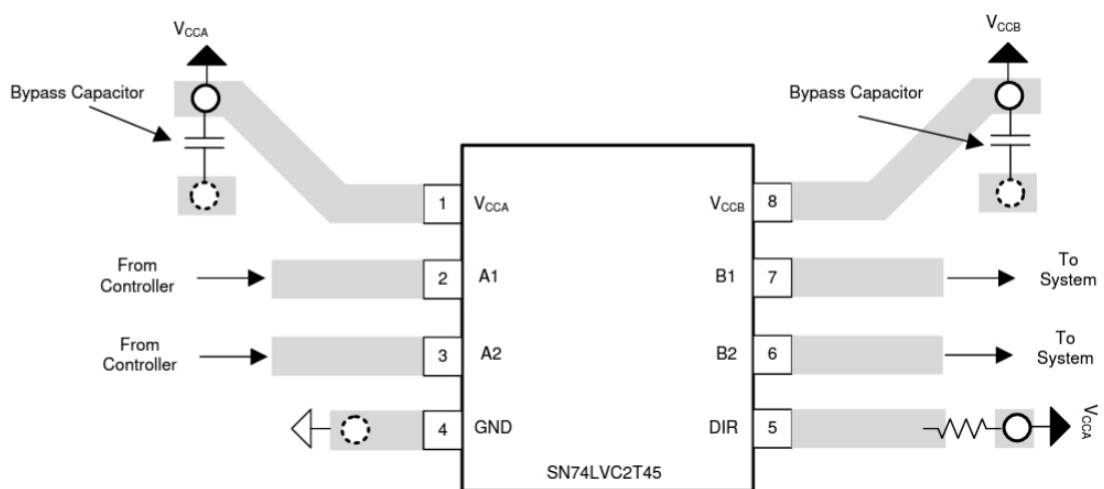 VCCA
VCCB
Bypass Capacitor
Bypass Capacitor
1 VCCA VCCB 8
From
Controller
2 A1 B1 7
To
System
From
Controller
3 A2 B2 6
To
System
4 GND DIR 5
VCCA
SN74LVC2T45